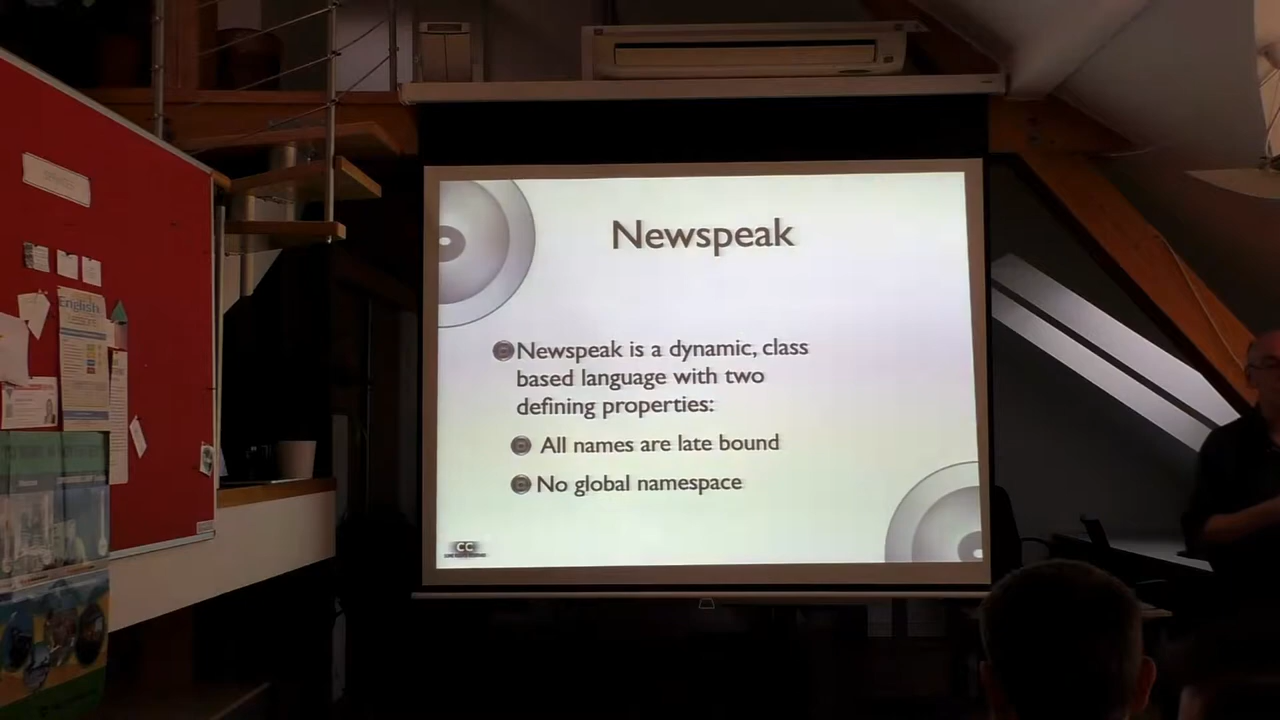 Newspeak
Newspeak is a dynamic, class
based language with two
defining properties:
All names are late bound
No global namespace
CC
English